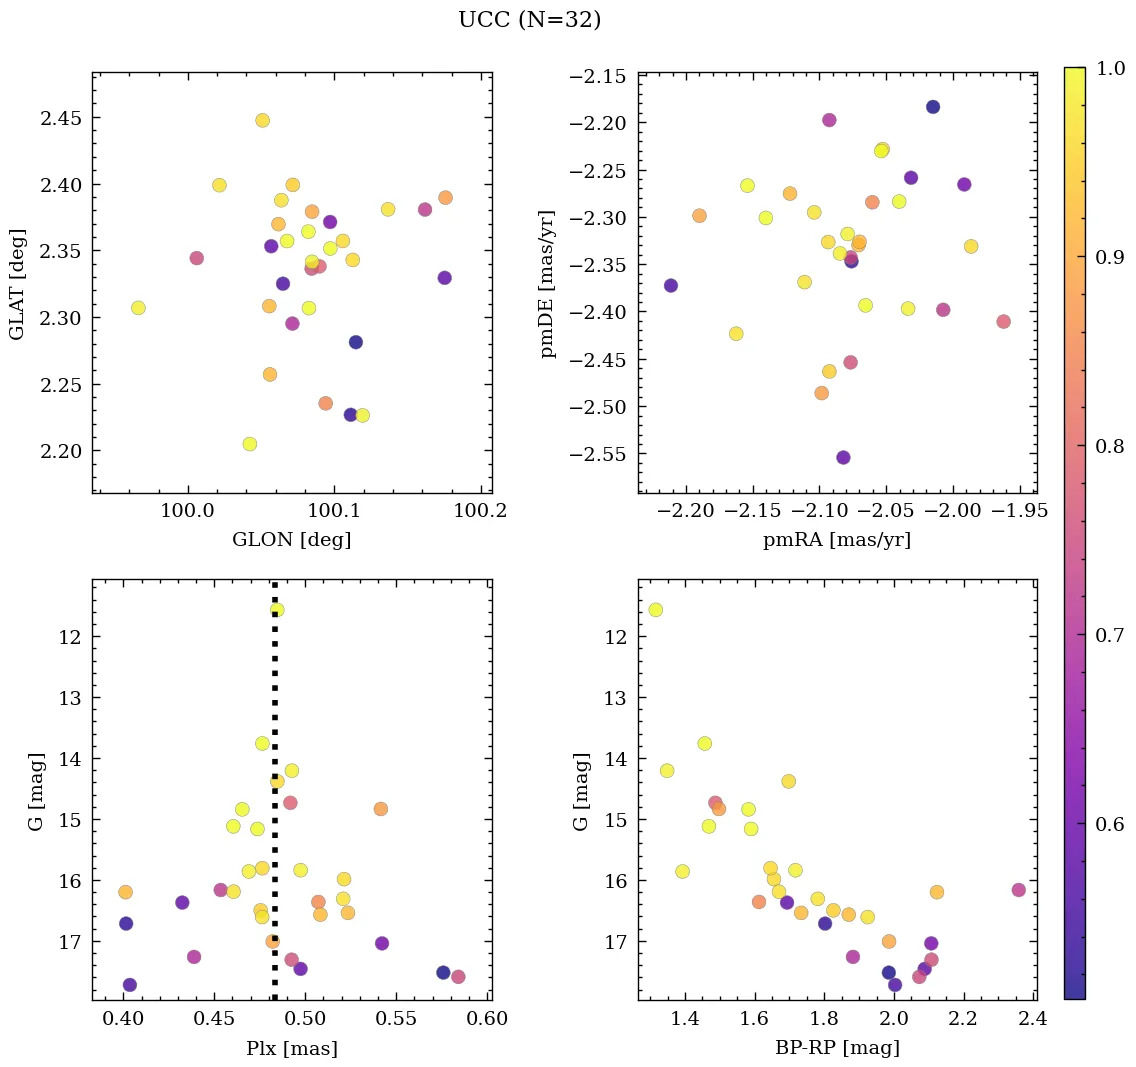 UCC (N=32)
2.45
2.40
2.35
2.30
2.25
2.20
GLAT [deg]
100.0 100.1 100.2
GLON [deg]
−2.15
−2.20
−2.25
−2.30
−2.35
−2.40
−2.45
−2.50
−2.55
pmDE [mas/yr]
−2.20 −2.15 −2.10 −2.05 −2.00 −1.95
pmRA [mas/yr]
12
13
14
15
16
17
G [mag]
0.40 0.45 0.50 0.55 0.60
Plx [mas]
12
13
14
15
16
17
G [mag]
1.4 1.6 1.8 2.0 2.2 2.4
BP-RP [mag]
1.0
0.9
0.8
0.7
0.6